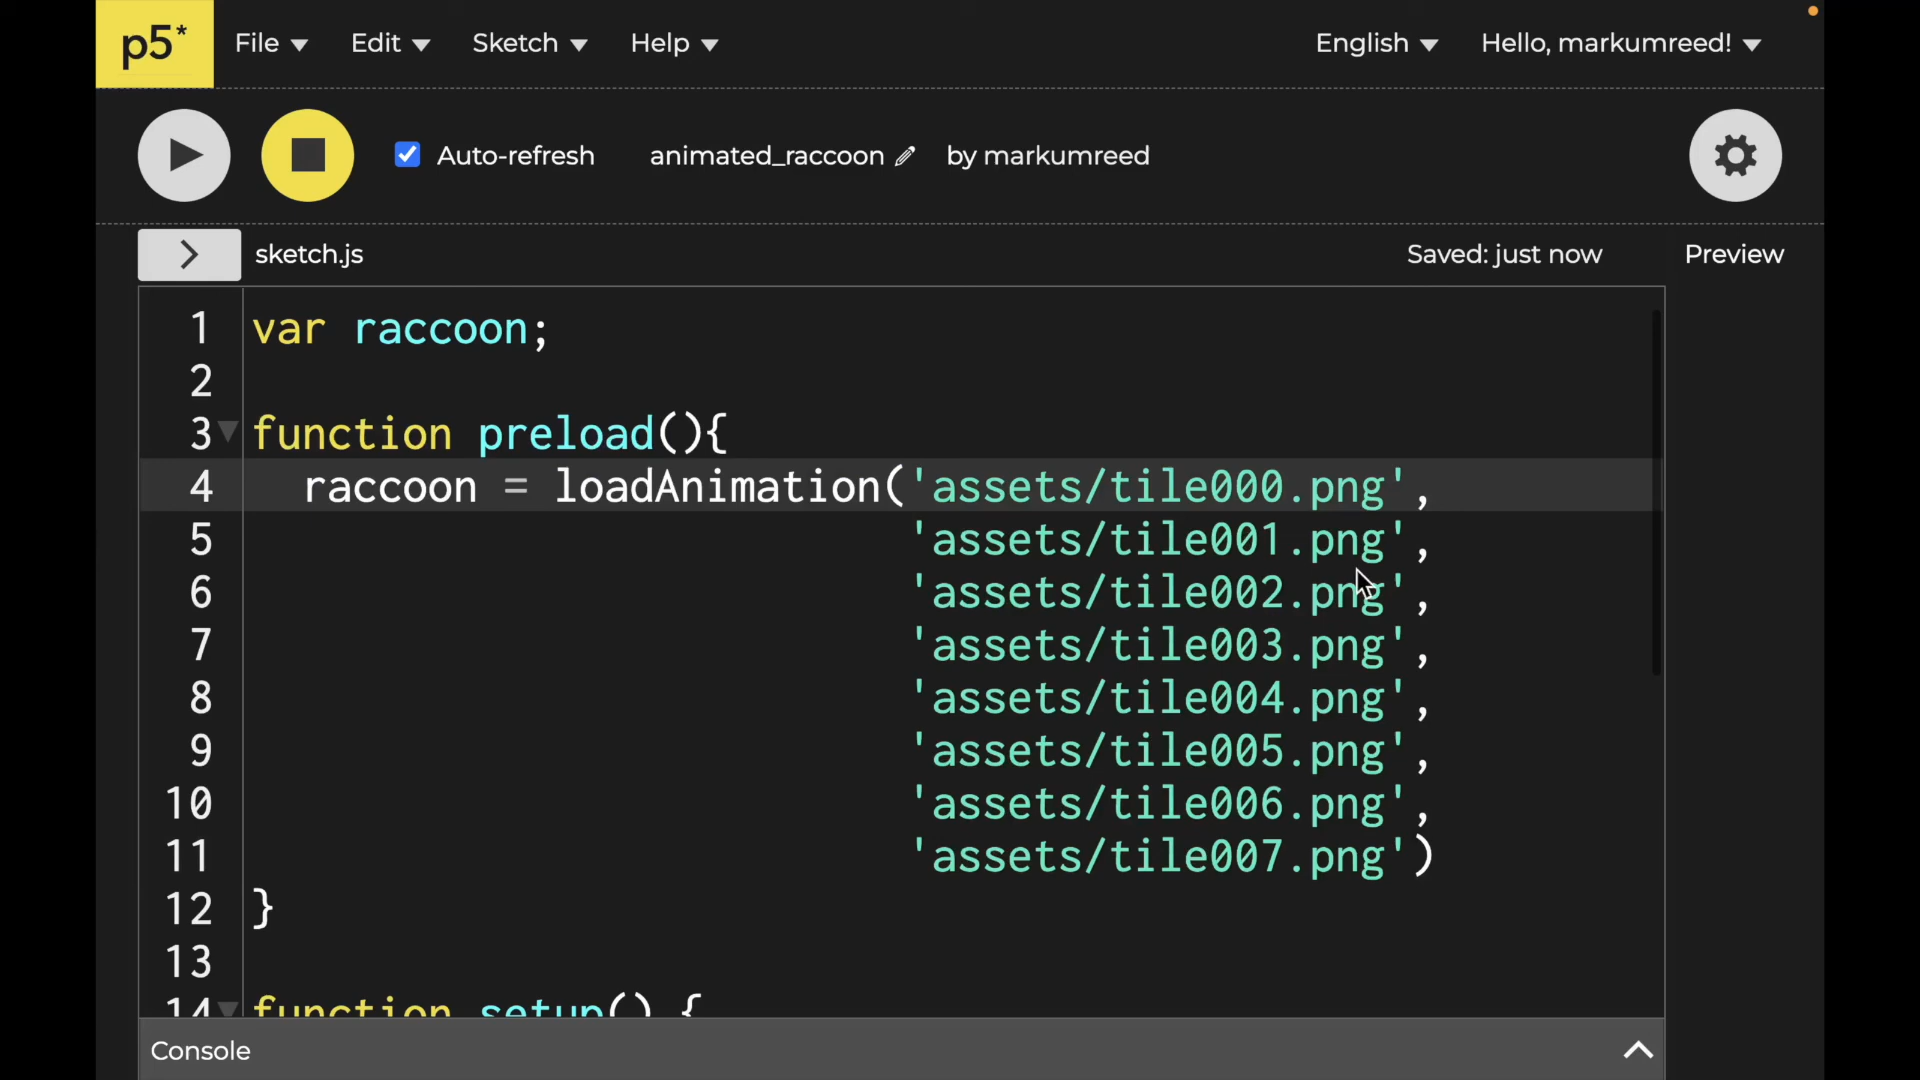 p5* File Edit Sketch Help English Hello, markumreed!
Auto-refresh animated_raccoon by markumreed
sketch.js Saved: just now Preview
1 var raccoon;
2
3 function preload(){
4 raccoon = loadAnimation('assets/tile000.png',
5 'assets/tile001.png',
6 'assets/tile002.png',
7 'assets/tile003.png',
8 'assets/tile004.png',
9 'assets/tile005.png',
10 'assets/tile006.png',
11 'assets/tile007.png')
12 }
13
14 function setup() {
Console